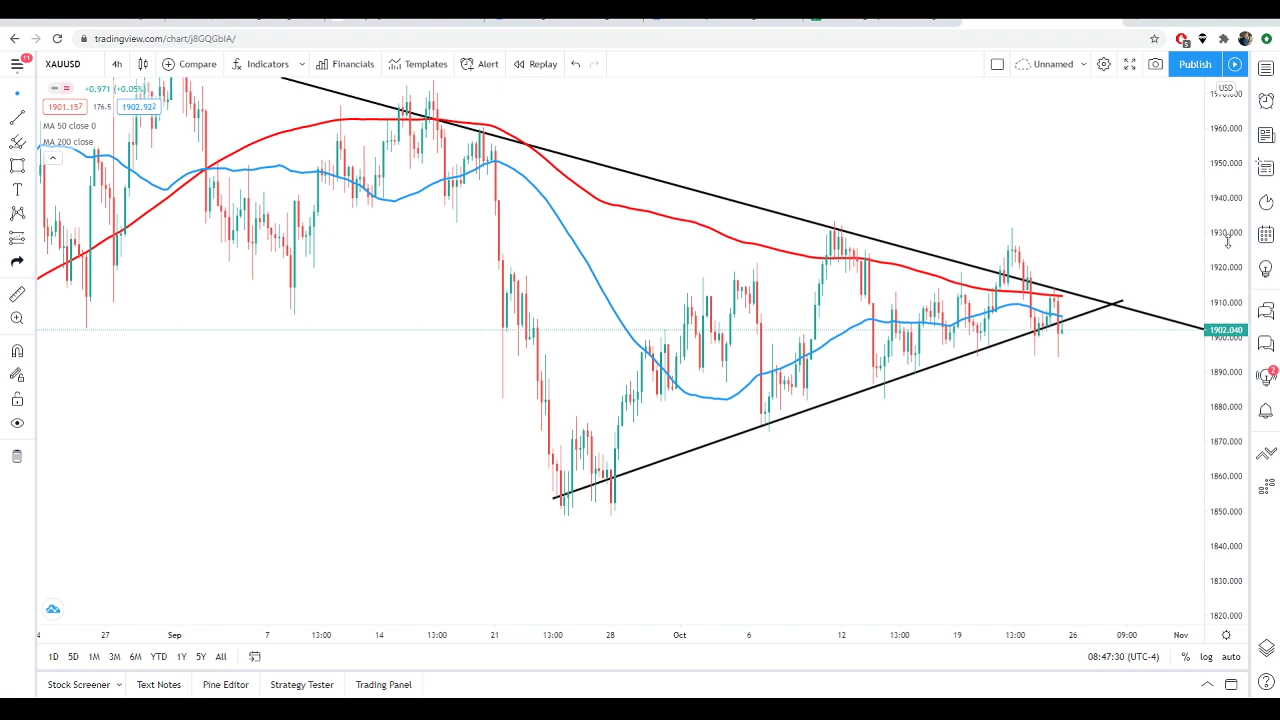 tradingview.com/chart/j8GQGbIA/
5
11
XAUUSD 4h Compare Indicators Financials Templates Alert Replay Unnamed Publish
+0.971 (+0.05%)
1901.157 176.5 1902.922
MA 50 close 0
MA 200 close
USD
1970.000
1960.000
1950.000
1940.000
1930.000
1920.000
1910.000
1902.040
1900.000
1890.000
1880.000
1870.000
1860.000
1850.000
1840.000
1830.000
1820.000
2
4 27 Sep 7 13:00 14 13:00 21 13:00 28 Oct 6 12 13:00 19 13:00 26 09:00 Nov
1D 5D 1M 3M 6M YTD 1Y 5Y All 08:47:30 (UTC-4) % log auto
Stock Screener Text Notes Pine Editor Strategy Tester Trading Panel